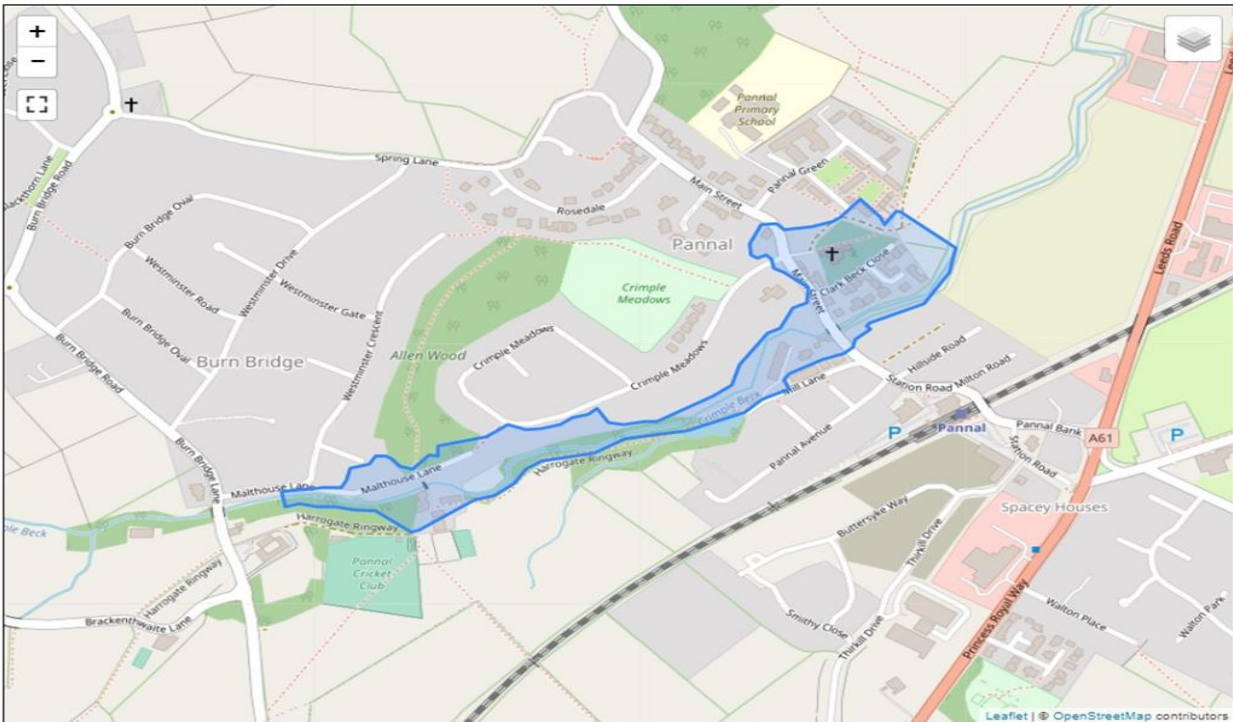 +
−
Pannal
Primary
School
Leeds Road
Spring Lane
Main Street
Pannal Green
Blackthorn Lane
Burn Bridge Road
Burn Bridge Oval
Rosedale
Pannal
Clark Beck Close
Westminster Drive
Westminster Road
Westminster Gate
Crimple
Meadows
Main Street
Leeds Road
Burn Bridge Oval
Westminster Crescent
Burn Bridge
Allen Wood
Crimple Meadows
Crimple Meadows
Hillside Road
Burn Bridge Road
Mill Lane
Station Road
Milton Road
Crimple Beck
P
Pannal
Pannal Bank
A61
P
Burn Bridge Lane
Pannal Avenue
Station Road
Harrogate Ringway
Malthouse Lane
Malthouse Lane
Buttersyke Way
Spacey Houses
Harrogate Ringway
Thirkill Drive
Pannal
Cricket
Club
Harrogate Ringway
Brackenthwaite Lane
Smithy Close
Walton Place
Walton Park
Thirkill Drive
Princess Royal Way
Leaflet | © OpenStreetMap contributors